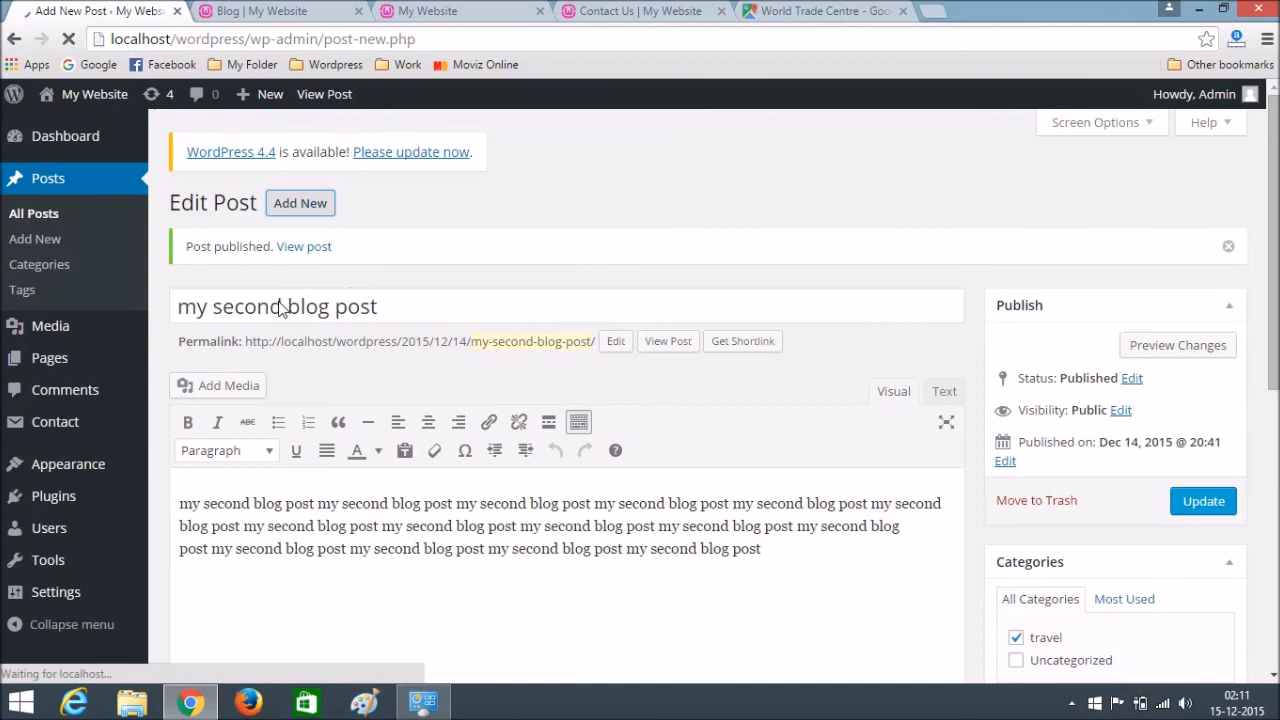 Add New Post ‹ My Webs
Blog | My Website
My Website
Contact Us | My Website
World Trade Centre - Goo
localhost/wordpress/wp-admin/post-new.php
Apps
Google
Facebook
My Folder
Wordpress
Work
Moviz Online
Other bookmarks
My Website
4
0
New
View Post
Howdy, Admin
Dashboard
Posts
All Posts
Add New
Categories
Tags
Media
Pages
Comments
Contact
Appearance
Plugins
Users
Tools
Settings
Collapse menu
Screen Options
Help
WordPress 4.4 is available! Please update now.
Edit Post
Add New
Post published. View post
my second blog post
Permalink: http://localhost/wordpress/2015/12/14/my-second-blog-post/
Edit
View Post
Get Shortlink
Add Media
Visual
Text
B
I
ABC
Paragraph
U
A
my second blog post my second blog post my second blog post my second blog post my second blog post my second
blog post my second blog post my second blog post my second blog post my second blog post my second blog
post my second blog post my second blog post my second blog post my second blog post
Publish
Preview Changes
Status: Published Edit
Visibility: Public Edit
Published on: Dec 14, 2015 @ 20:41
Edit
Move to Trash
Update
Categories
All Categories
Most Used
travel
Uncategorized
Waiting for localhost...
02:11
15-12-2015